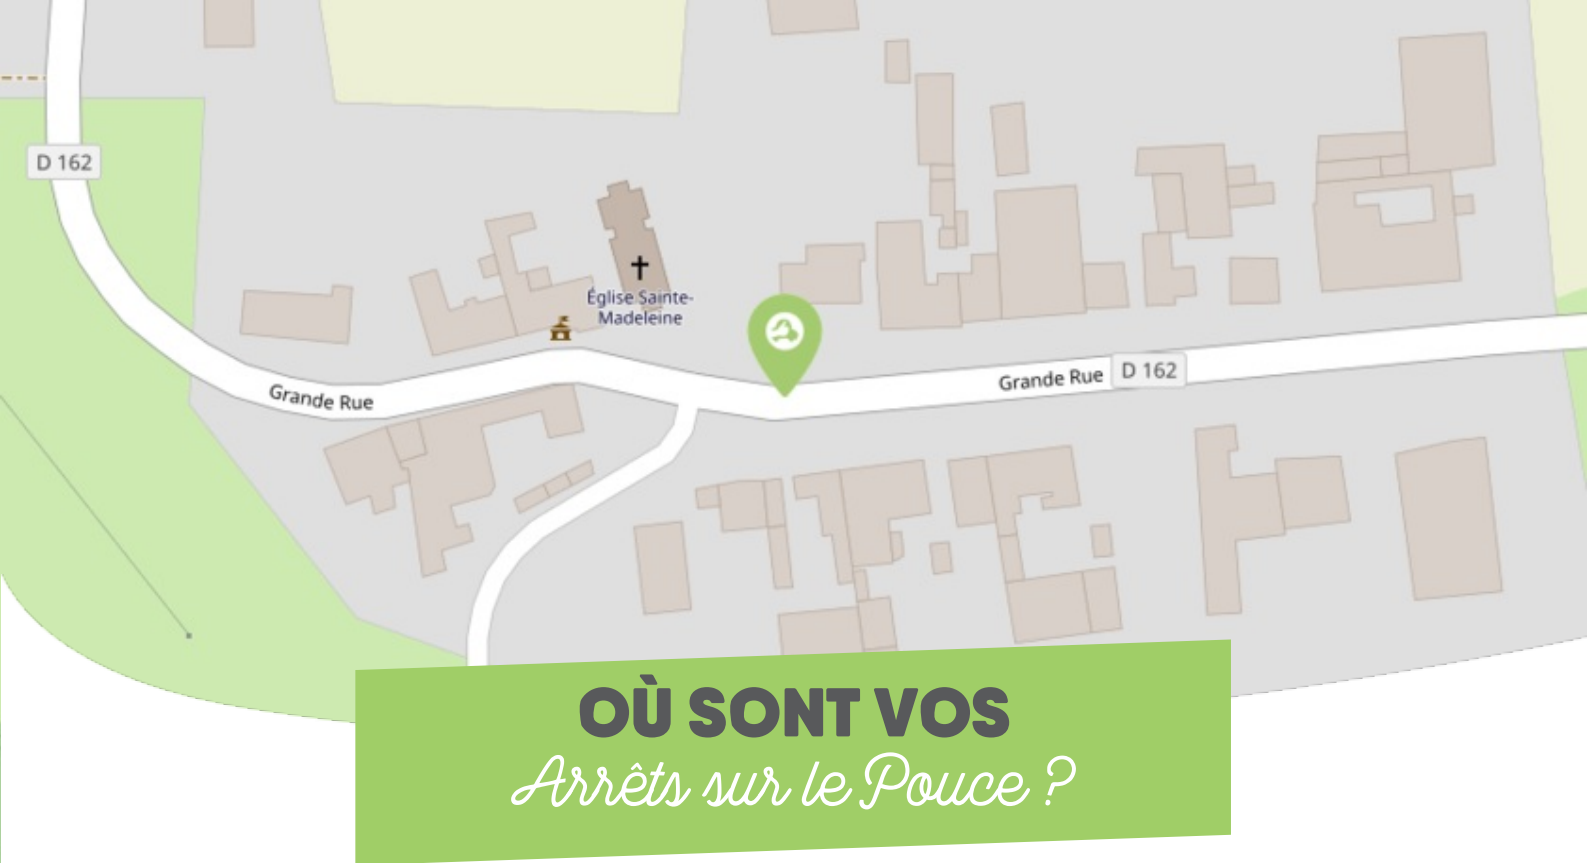 D 162
Église Sainte-
Madeleine
Grande Rue
Grande Rue
D 162
OÙ SONT VOS
Arrêts sur le Pouce ?